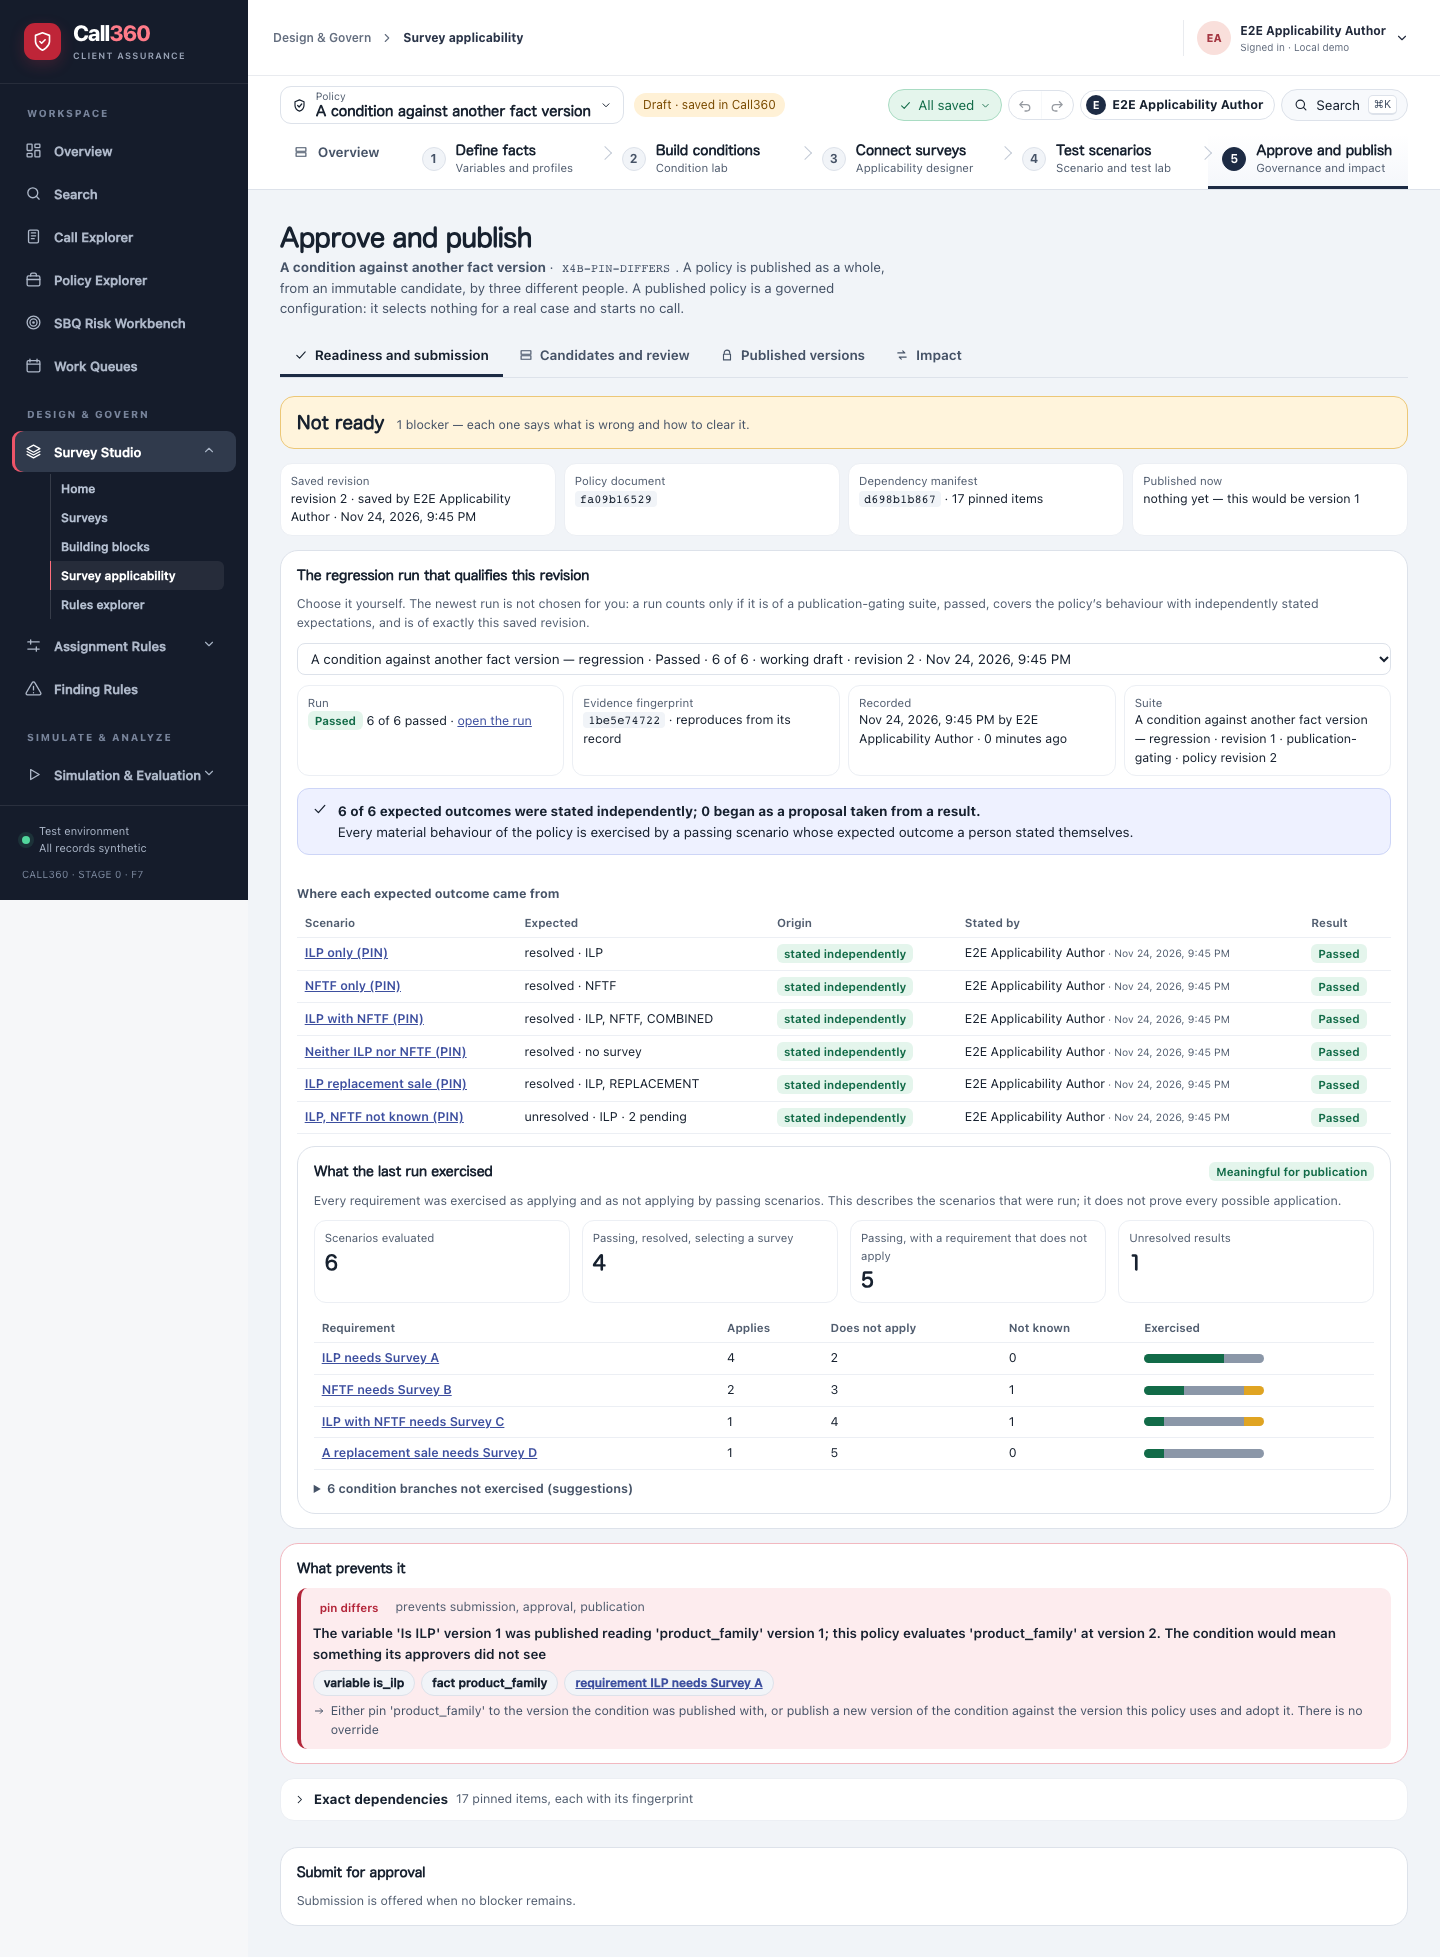 Call360
CLIENT ASSURANCE
WORKSPACE
Overview
Search
Call Explorer
Policy Explorer
SBQ Risk Workbench
Work Queues
DESIGN & GOVERN
Survey Studio
Home
Surveys
Building blocks
Survey applicability
Rules explorer
Assignment Rules
Finding Rules
SIMULATE & ANALYZE
Simulation & Evaluation
Test environment
All records synthetic
CALL360 · STAGE 0 · F7
Design & Govern > Survey applicability
EA
E2E Applicability Author
Signed in · Local demo
Policy
A condition against another fact version
Draft · saved in Call360
All saved
E E2E Applicability Author
Search ⌘K
Overview
1 Define facts
Variables and profiles
2 Build conditions
Condition lab
3 Connect surveys
Applicability designer
4 Test scenarios
Scenario and test lab
5 Approve and publish
Governance and impact
Approve and publish
A condition against another fact version · X4B-PIN-DIFFERS . A policy is published as a whole,
from an immutable candidate, by three different people. A published policy is a governed
configuration: it selects nothing for a real case and starts no call.
Readiness and submission
Candidates and review
Published versions
Impact
Not ready 1 blocker — each one says what is wrong and how to clear it.
Saved revision
revision 2 · saved by E2E Applicability
Author · Nov 24, 2026, 9:45 PM
Policy document
fa09b16529
Dependency manifest
d698b1b867 · 17 pinned items
Published now
nothing yet — this would be version 1
The regression run that qualifies this revision
Choose it yourself. The newest run is not chosen for you: a run counts only if it is of a publication-gating suite, passed, covers the policy's behaviour with independently stated
expectations, and is of exactly this saved revision.
A condition against another fact version — regression · Passed · 6 of 6 · working draft · revision 2 · Nov 24, 2026, 9:45 PM
Run
Passed 6 of 6 passed · open the run
Evidence fingerprint
1be5e74722 · reproduces from its
record
Recorded
Nov 24, 2026, 9:45 PM by E2E
Applicability Author · 0 minutes ago
Suite
A condition against another fact version
— regression · revision 1 · publication-
gating · policy revision 2
6 of 6 expected outcomes were stated independently; 0 began as a proposal taken from a result.
Every material behaviour of the policy is exercised by a passing scenario whose expected outcome a person stated themselves.
Where each expected outcome came from
Scenario Expected Origin Stated by Result
ILP only (PIN) resolved · ILP stated independently E2E Applicability Author · Nov 24, 2026, 9:45 PM Passed
NFTF only (PIN) resolved · NFTF stated independently E2E Applicability Author · Nov 24, 2026, 9:45 PM Passed
ILP with NFTF (PIN) resolved · ILP, NFTF, COMBINED stated independently E2E Applicability Author · Nov 24, 2026, 9:45 PM Passed
Neither ILP nor NFTF (PIN) resolved · no survey stated independently E2E Applicability Author · Nov 24, 2026, 9:45 PM Passed
ILP replacement sale (PIN) resolved · ILP, REPLACEMENT stated independently E2E Applicability Author · Nov 24, 2026, 9:45 PM Passed
ILP, NFTF not known (PIN) unresolved · ILP · 2 pending stated independently E2E Applicability Author · Nov 24, 2026, 9:45 PM Passed
What the last run exercised
Meaningful for publication
Every requirement was exercised as applying and as not applying by passing scenarios. This describes the scenarios that were run; it does not prove every possible application.
Scenarios evaluated
6
Passing, resolved, selecting a survey
4
Passing, with a requirement that does not
apply
5
Unresolved results
1
Requirement Applies Does not apply Not known Exercised
ILP needs Survey A 4 2 0
NFTF needs Survey B 2 3 1
ILP with NFTF needs Survey C 1 4 1
A replacement sale needs Survey D 1 5 0
6 condition branches not exercised (suggestions)
What prevents it
pin differs prevents submission, approval, publication
The variable 'Is ILP' version 1 was published reading 'product_family' version 1; this policy evaluates 'product_family' at version 2. The condition would mean
something its approvers did not see
variable is_ilp fact product_family requirement ILP needs Survey A
→ Either pin 'product_family' to the version the condition was published with, or publish a new version of the condition against the version this policy uses and adopt it. There is no
override
Exact dependencies 17 pinned items, each with its fingerprint
Submit for approval
Submission is offered when no blocker remains.